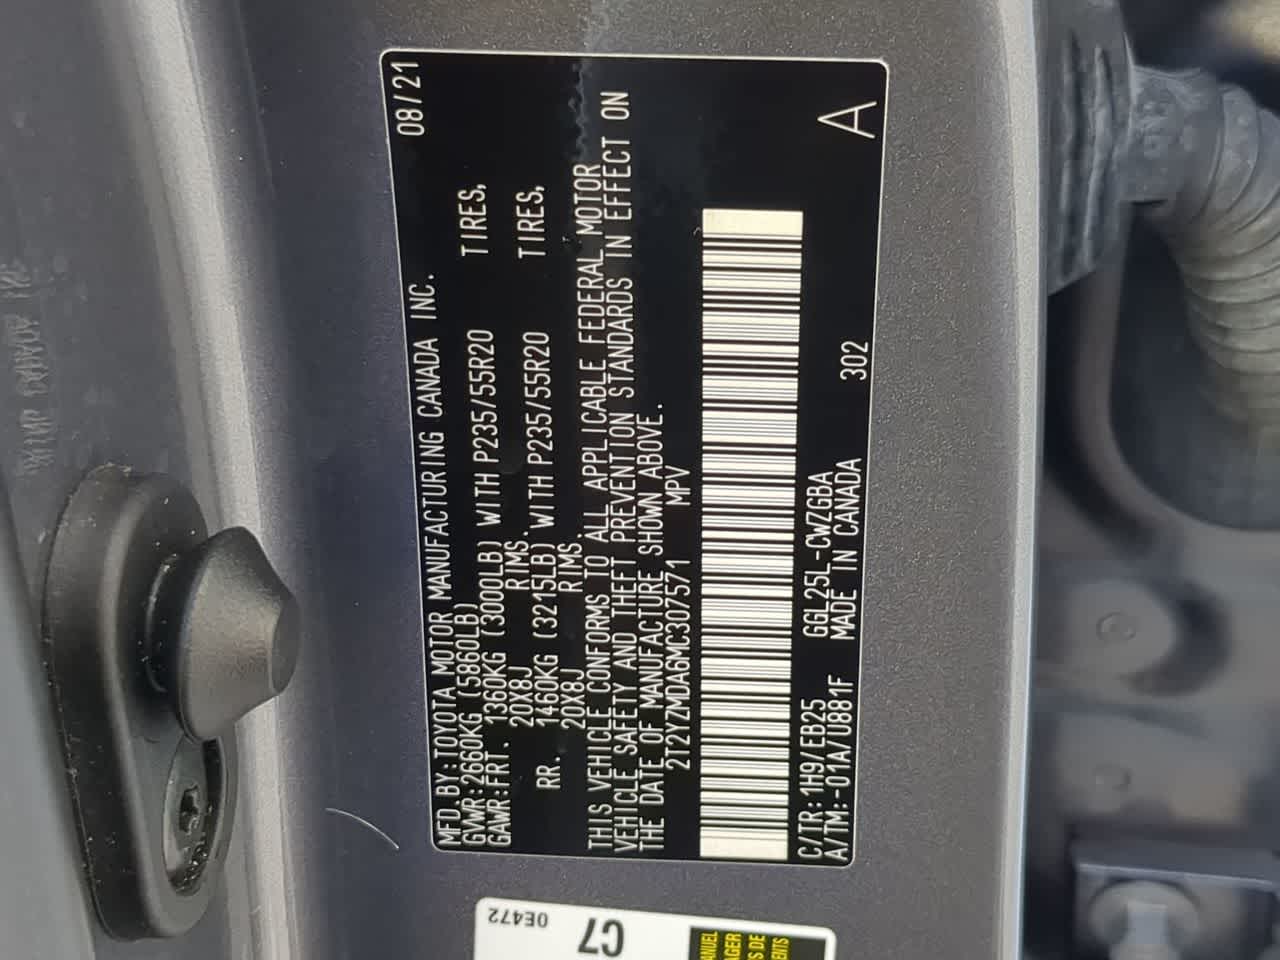 MFD.BY:TOYOTA MOTOR MANUFACTURING CANADA INC. 08/21
GVWR:2660KG (5860LB)
GAWR:FRT. 1360KG (3000LB) WITH P235/55R20 TIRES,
20X8J RIMS.
RR. 1460KG (3215LB) WITH P235/55R20 TIRES,
20X8J RIMS.
THIS VEHICLE CONFORMS TO ALL APPLICABLE FEDERAL MOTOR
VEHICLE SAFETY AND THEFT PREVENTION STANDARDS IN EFFECT ON
THE DATE OF MANUFACTURE SHOWN ABOVE.
2T2YZMDA6MC307571 MPV
C/TR:1H9/EB25 GGL25L-CWZGBA
A/TM:-01A/U881F MADE IN CANADA 302
A
0E472
C7